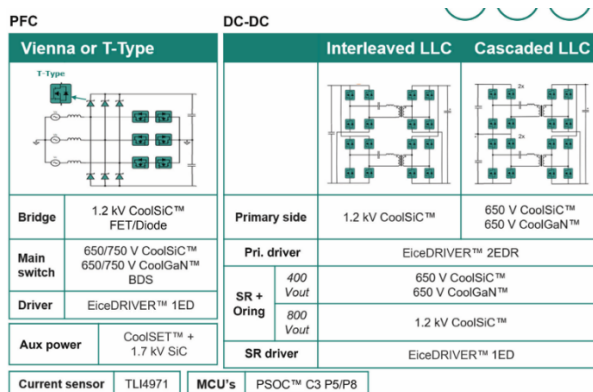 PFC
Vienna or T-Type
T-Type
Bridge
1.2 kV CoolSiC™
FET/Diode
Main
switch
650/750 V CoolSiC™
650/750 V CoolGaN™
BDS
Driver
EiceDRIVER™ 1ED
Aux power
CoolSET™ +
1.7 kV SiC
Current sensor
TLI4971
MCU's
PSOC™ C3 P5/P8
DC-DC
Interleaved LLC
Cascaded LLC
2x
2x
Primary side
1.2 kV CoolSiC™
650 V CoolSiC™
650 V CoolGaN™
Pri. driver
EiceDRIVER™ 2EDR
SR +
Oring
400
Vout
650 V CoolSiC™
650 V CoolGaN™
800
Vout
1.2 kV CoolSiC™
SR driver
EiceDRIVER™ 1ED